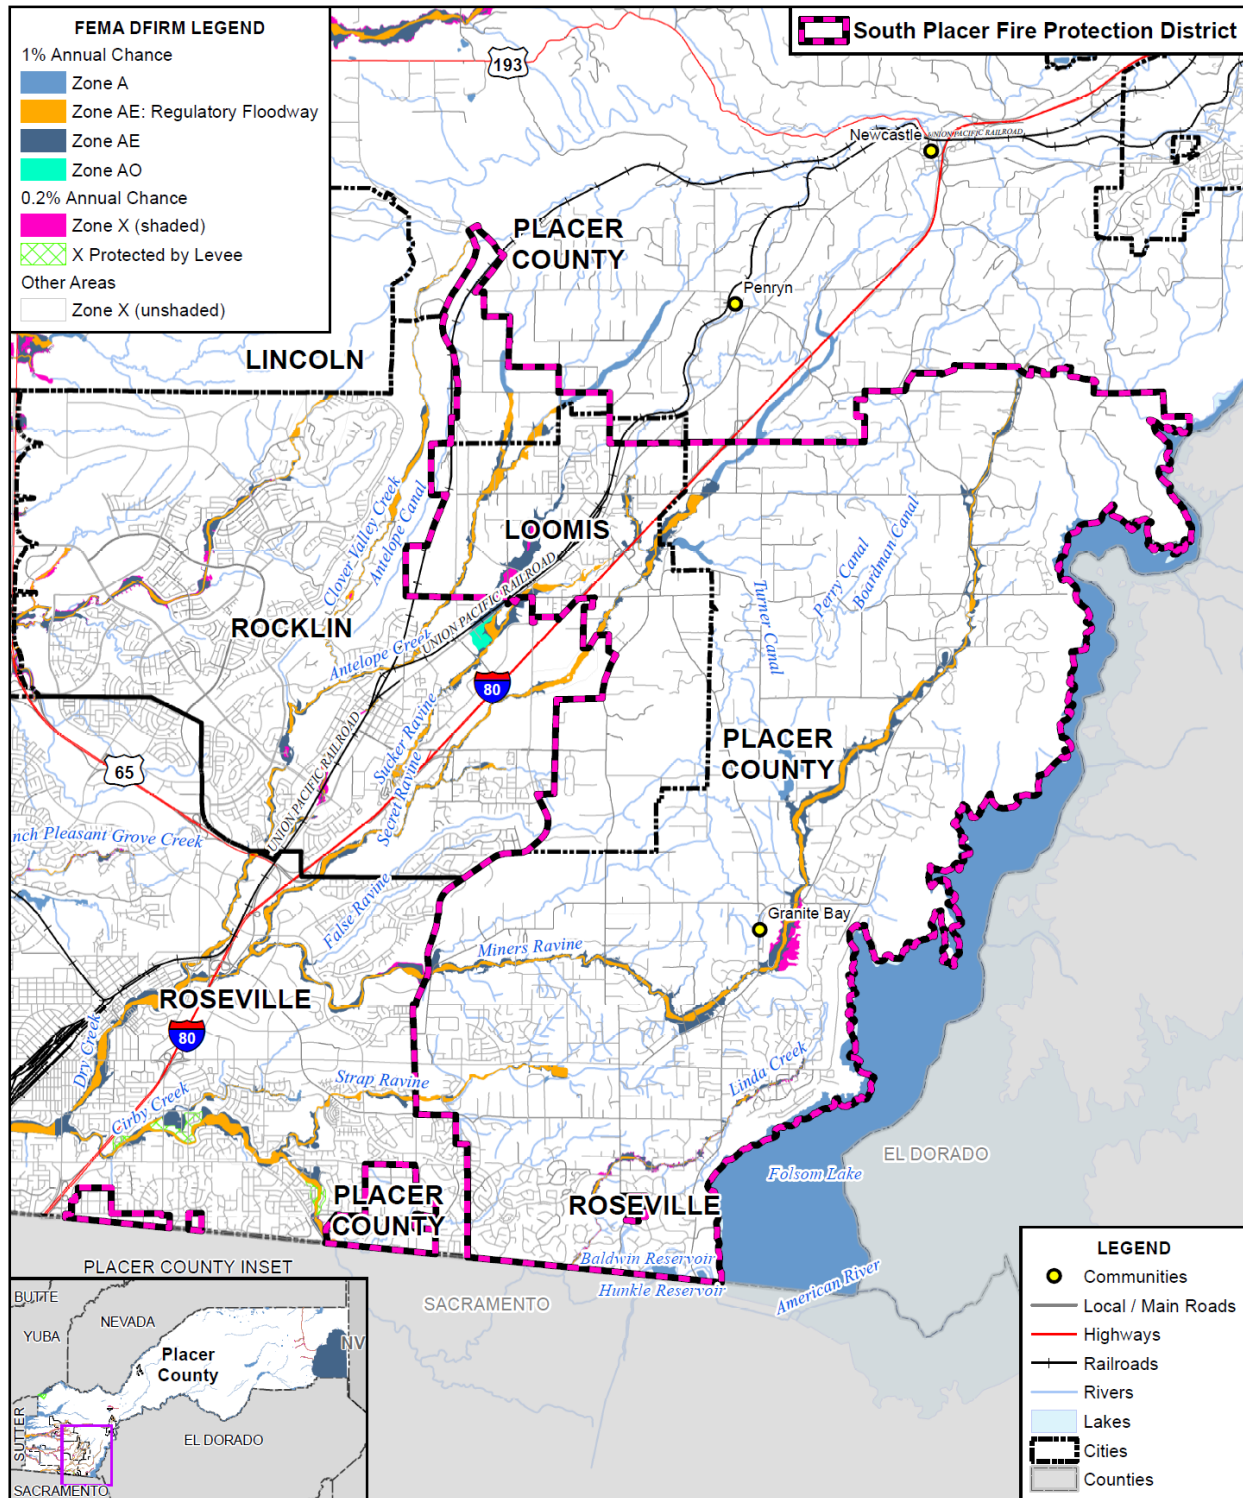 FEMA DFIRM LEGEND
1% Annual Chance
Zone A
Zone AE: Regulatory Floodway
Zone AE
Zone AO
0.2% Annual Chance
Zone X (shaded)
X Protected by Levee
Other Areas
Zone X (unshaded)
South Placer Fire Protection District
193
Newcastle
UNION PACIFIC RAILROAD
PLACER
COUNTY
Penryn
LINCOLN
Clover Valley Creek
Antelope Canal
LOOMIS
UNION PACIFIC RAILROAD
Perry Canal
Boardman Canal
Turner Canal
ROCKLIN
Antelope Creek
80
Sucker Ravine
Secret Ravine
UNION PACIFIC RAILROAD
65
PLACER
COUNTY
nch Pleasant Grove Creek
False Ravine
Granite Bay
Miners Ravine
ROSEVILLE
80
Dry Creek
Cirby Creek
Strap Ravine
Linda Creek
Folsom Lake
EL DORADO
PLACER
COUNTY
ROSEVILLE
Baldwin Reservoir
Hunkle Reservoir
American River
SACRAMENTO
PLACER COUNTY INSET
BUTTE
YUBA
NEVADA
NV
Placer
County
SUTTER
EL DORADO
SACRAMENTO
LEGEND
Communities
Local / Main Roads
Highways
Railroads
Rivers
Lakes
Cities
Counties